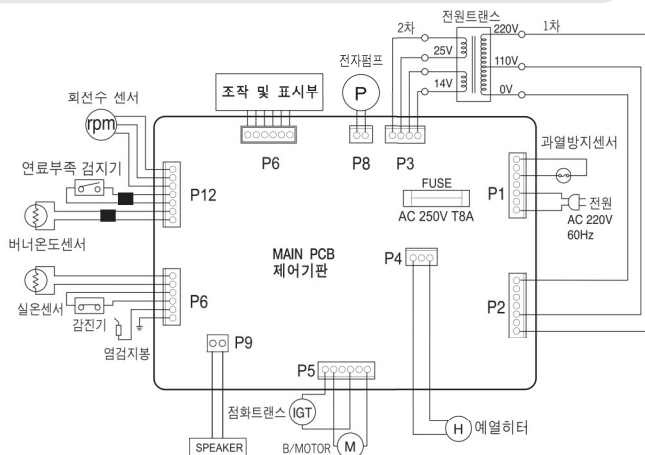 전원트랜스
2차
220V
1차
25V
110V
14V
0V
전자펌프
P
조작 및 표시부
회전수 센서
rpm
P6
P8
P3
과열방지센서
연료부족 검지기
P12
FUSE
AC 250V T8A
P1
전원
AC 220V
60Hz
버너온도센서
MAIN PCB
제어기판
P4
P6
P2
실온센서
감진기
염검지봉
P9
P5
점화트랜스
IGT
예열히터
H
SPEAKER
B/MOTOR
M